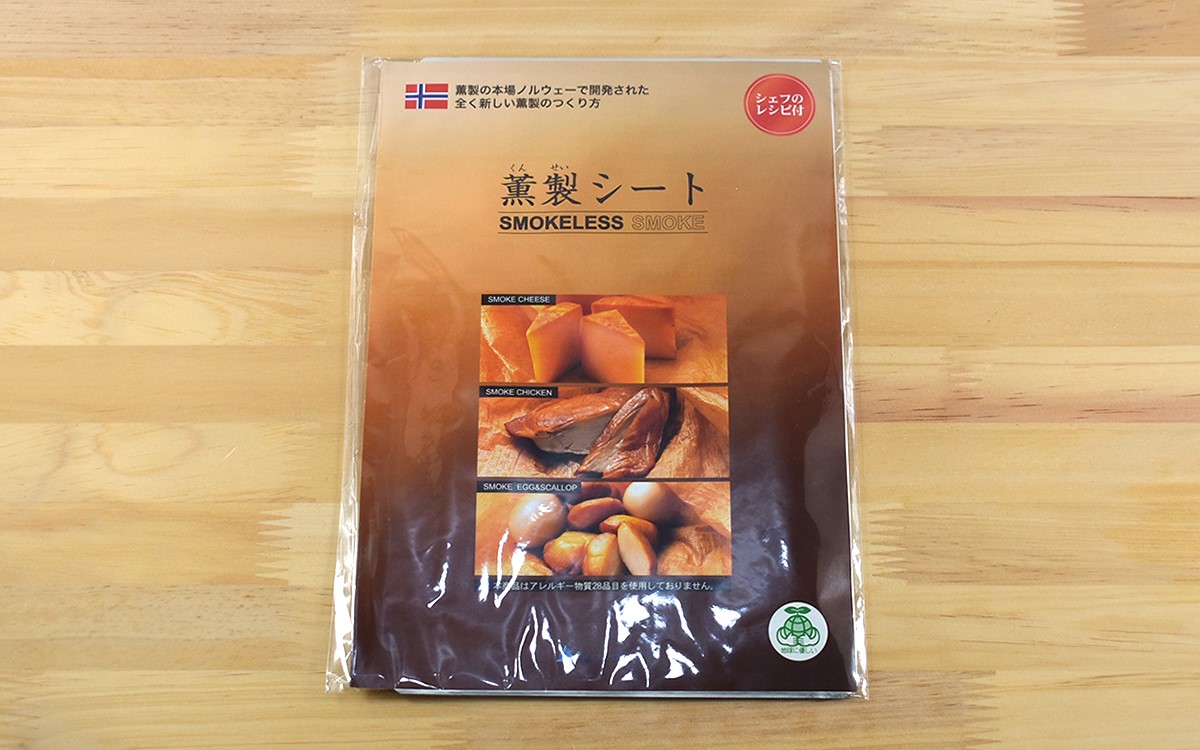 薫製の本場ノルウェーで開発された
全く新しい薫製のつくり方
シェフの
レシピ付
くん せい
薫製シート
SMOKELESS SMOKE
SMOKE CHEESE
SMOKE CHICKEN
SMOKE EGG&SCALLOP
本商品はアレルギー物質28品目を使用しておりません。
地球に優しい